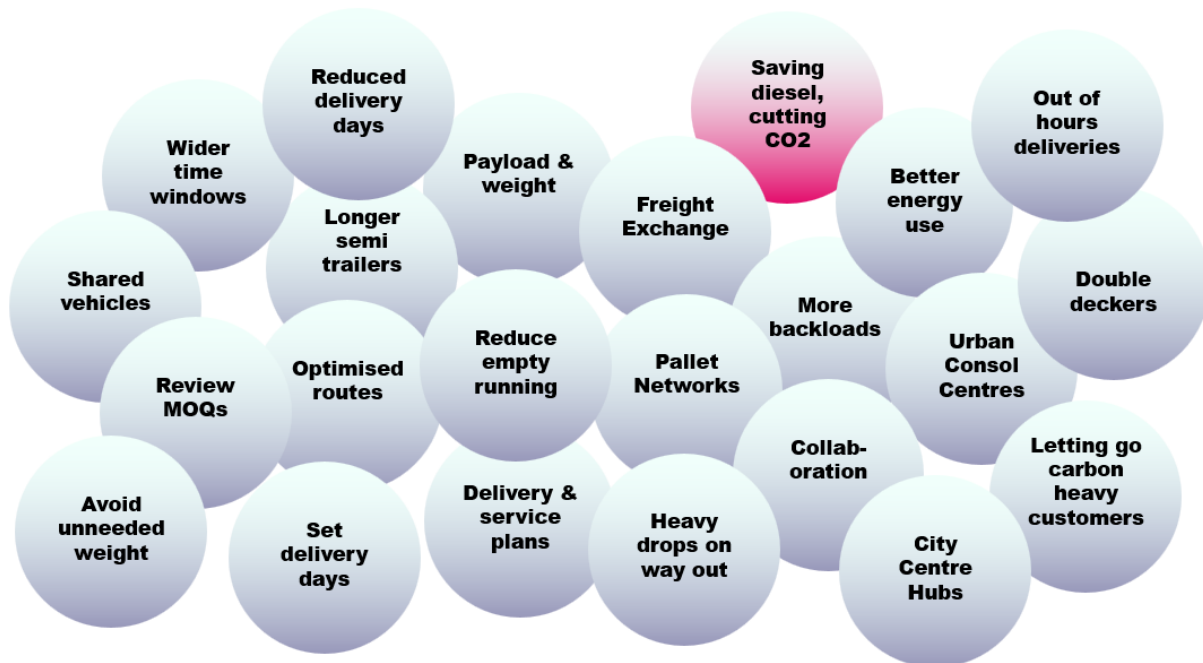 Reduced
delivery
days
Saving
diesel,
cutting
CO2
Out of
hours
deliveries
Wider
time
windows
Payload &
weight
Freight
Exchange
Better
energy
use
Longer
semi
trailers
Shared
vehicles
Double
deckers
More
backloads
Reduce
empty
running
Urban
Consol
Centres
Optimised
routes
Pallet
Networks
Review
MOQs
Collab-
oration
Letting go
carbon
heavy
customers
Avoid
unneeded
weight
Set
delivery
days
Delivery &
service
plans
Heavy
drops on
way out
City
Centre
Hubs